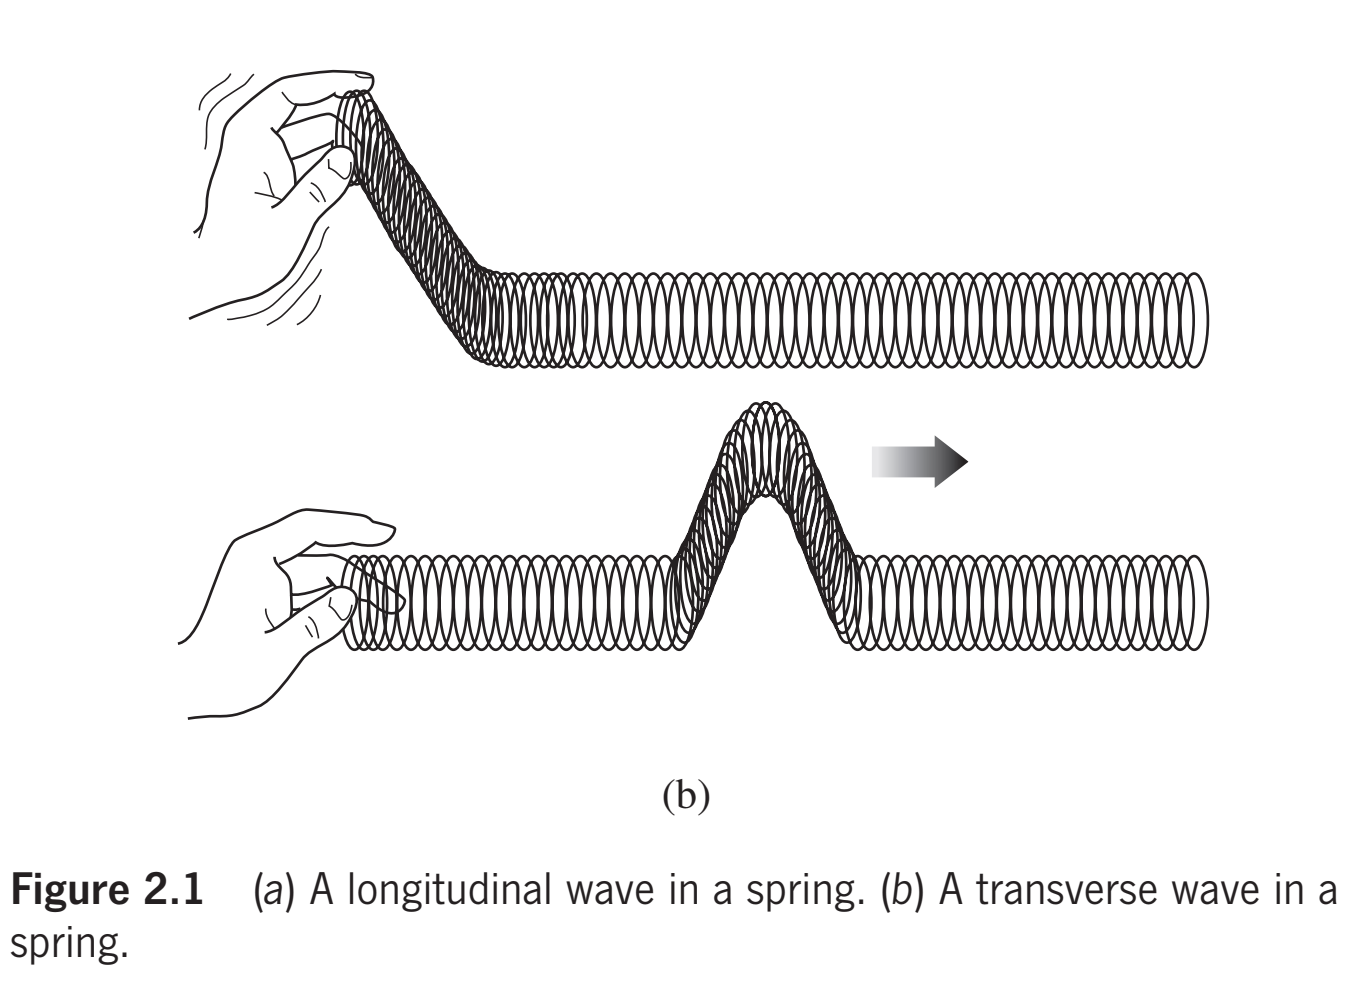 (b)
Figure 2.1 (a) A longitudinal wave in a spring. (b) A transverse wave in a
spring.